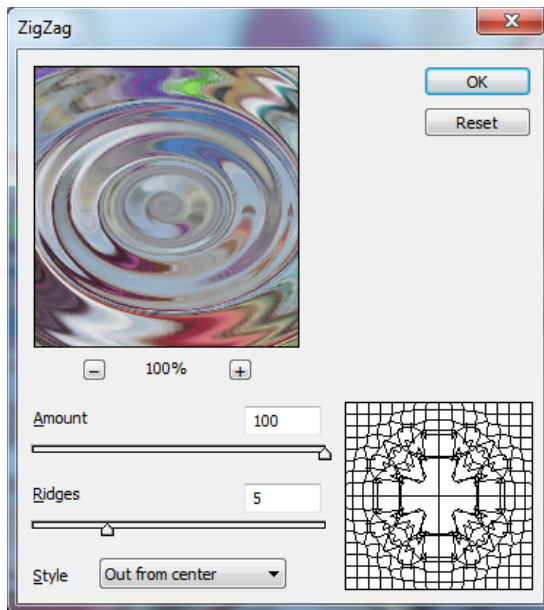 ZigZag
OK
Reset
100%
Amount 100
Ridges 5
Style Out from center